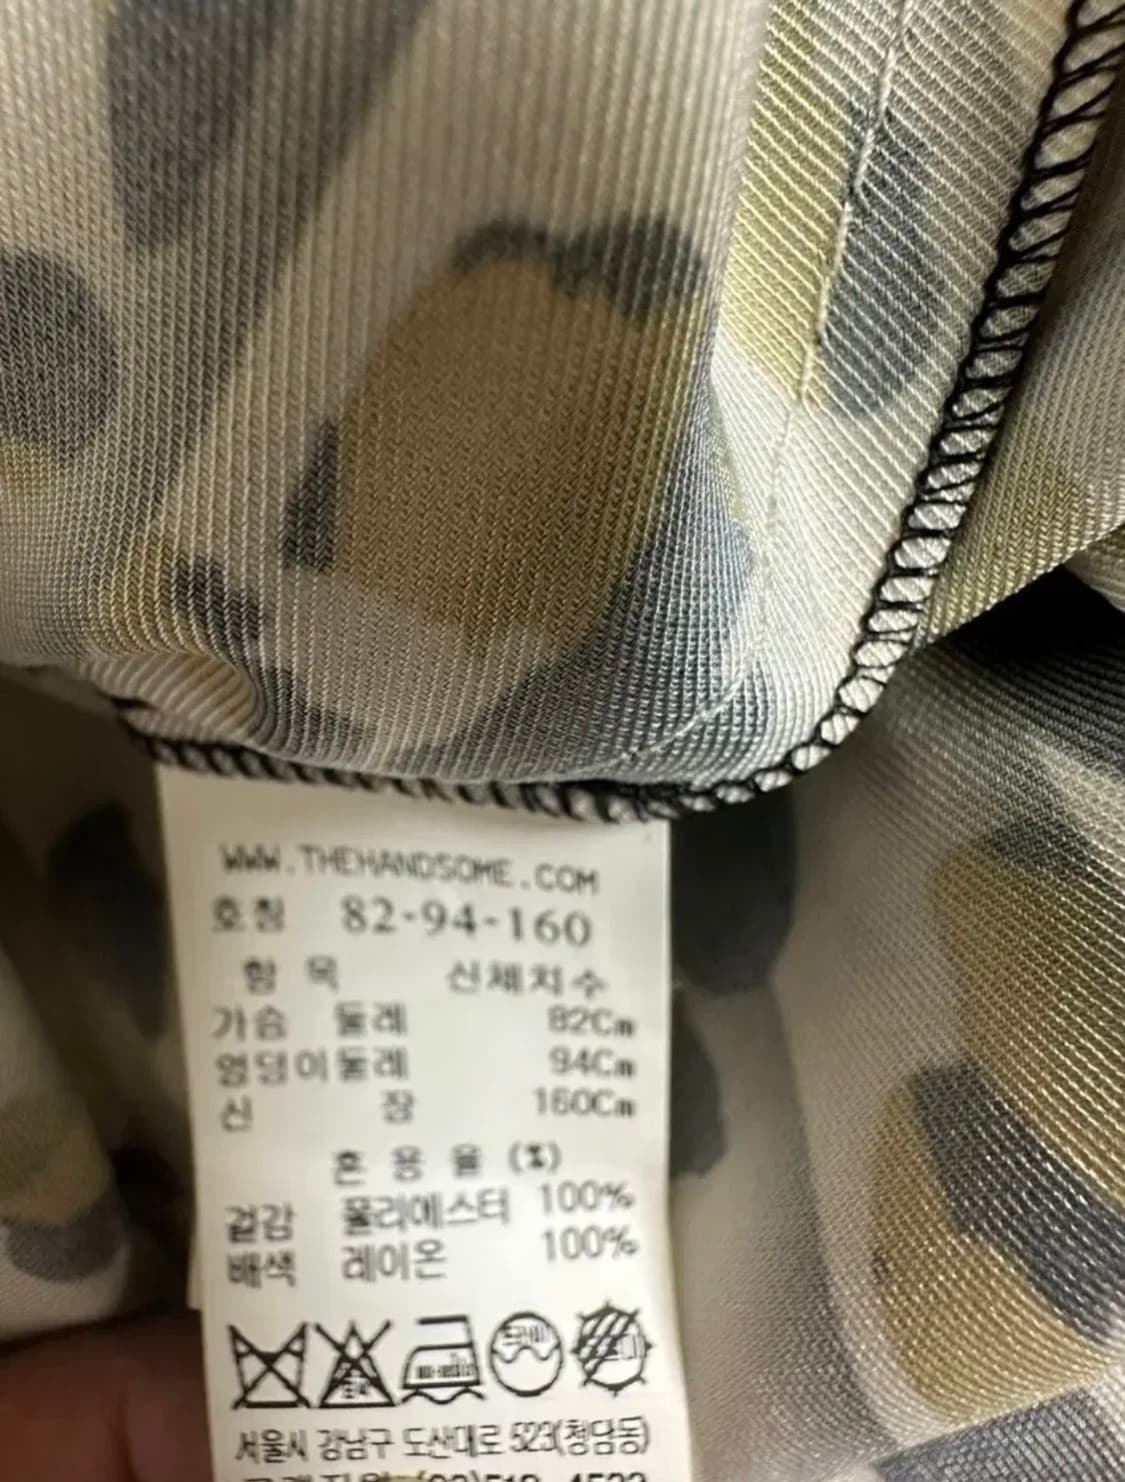 WWW.THEHANDSOME.COM
호칭 82-94-160
항 목 신체치수
가슴 둘레 82Cm
엉덩이둘레 94Cm
신 장 160Cm
혼 용 율 (%)
겉감 폴리에스터 100%
배색 레이온 100%
서울시 강남구 도산대로 523(청담동)